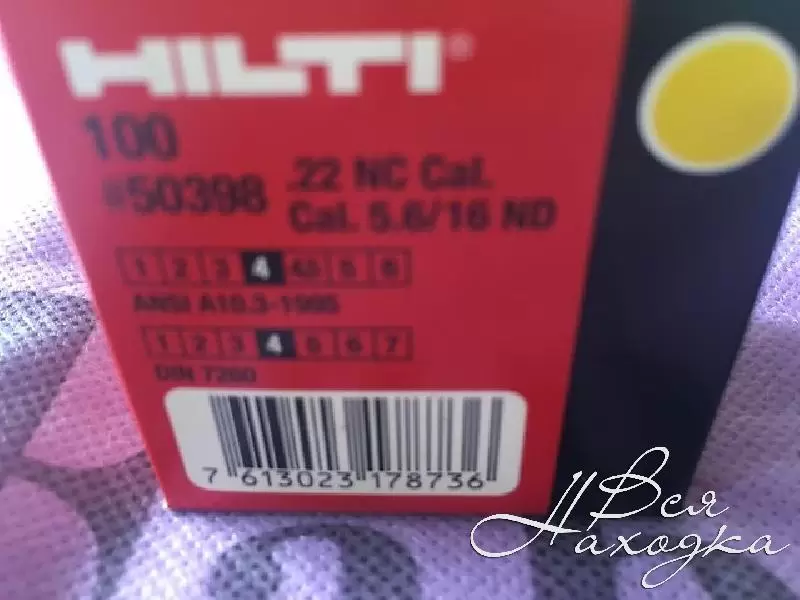 HILTI®
100
#50398 .22 NC Cal.
Cal. 5.6/16 ND
1 2 3 4 4.5 5 6
ANSI A10.3-1985
1 2 3 4 5 6 7
DIN 7260
7 613023 178736
Вся
Находка